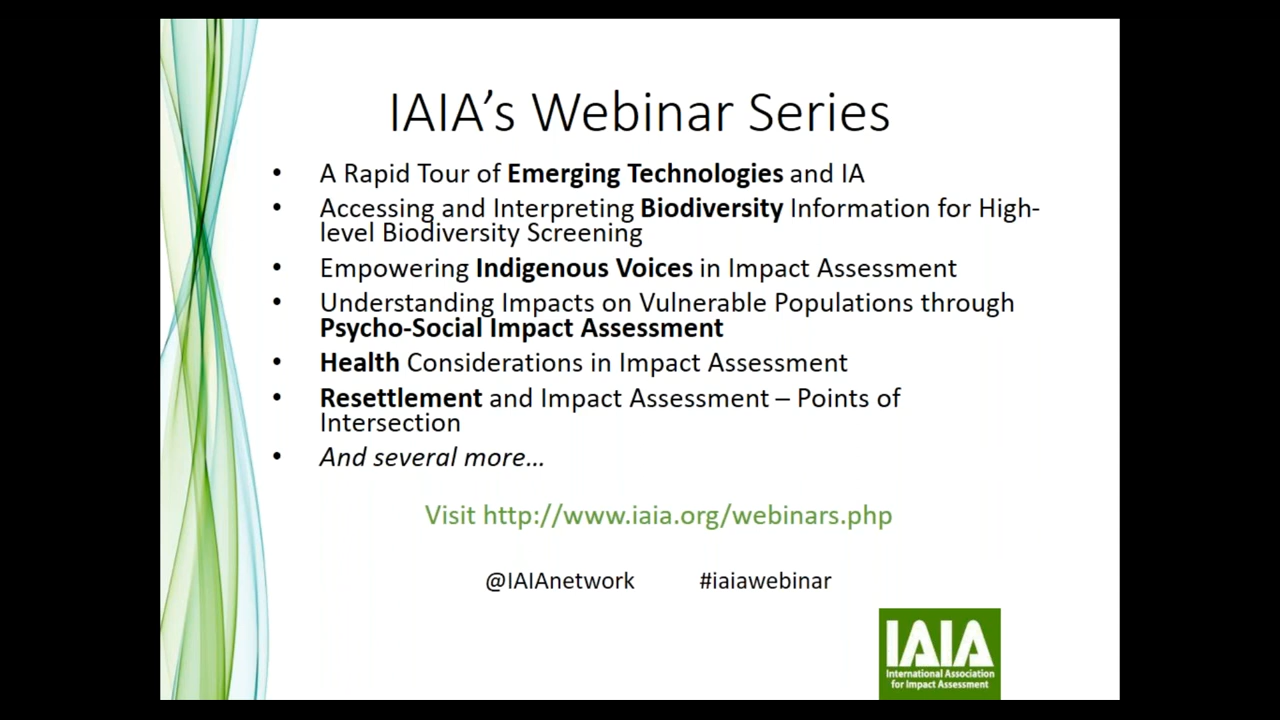 IAIA's Webinar Series
• A Rapid Tour of Emerging Technologies and IA
• Accessing and Interpreting Biodiversity Information for High-
level Biodiversity Screening
• Empowering Indigenous Voices in Impact Assessment
• Understanding Impacts on Vulnerable Populations through
Psycho-Social Impact Assessment
• Health Considerations in Impact Assessment
• Resettlement and Impact Assessment – Points of
Intersection
• And several more...
Visit http://www.iaia.org/webinars.php
@IAIAnetwork #iaiawebinar
IAIA
International Association
for Impact Assessment